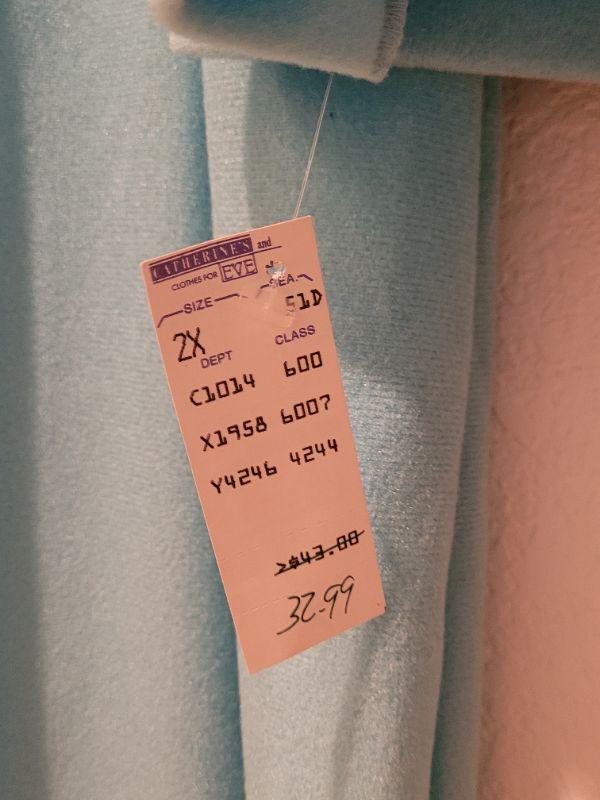 CATHERINE'S and
CLOTHES FOR EVE
SIZE SEA.
2X 51D
DEPT CLASS
C1014 600
X1958 6007
Y4246 4244
>$43.00
32.99